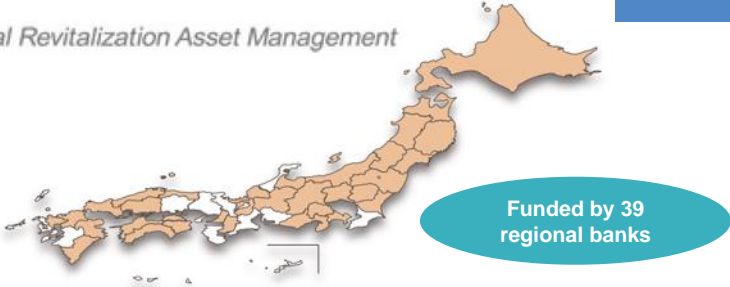 al Revitalization Asset Management
Funded by 39
regional banks